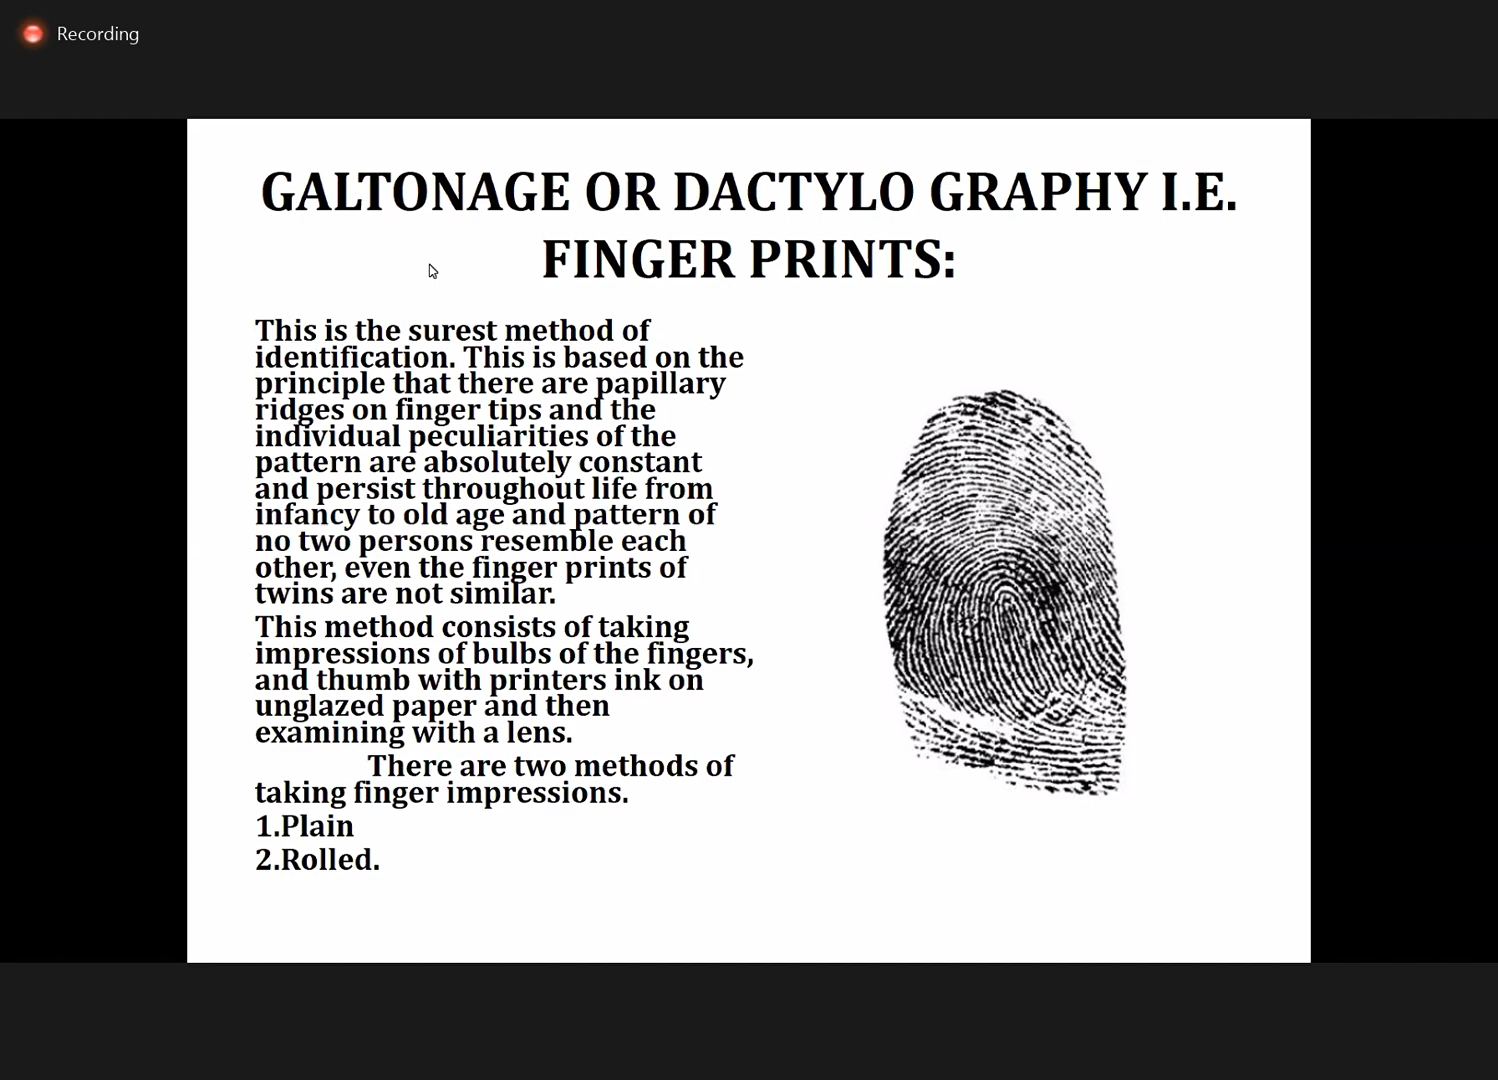 Recording
GALTONAGE OR DACTYLO GRAPHY I.E.
FINGER PRINTS:
This is the surest method of
identification. This is based on the
principle that there are papillary
ridges on finger tips and the
individual peculiarities of the
pattern are absolutely constant
and persist throughout life from
infancy to old age and pattern of
no two persons resemble each
other, even the finger prints of
twins are not similar.
This method consists of taking
impressions of bulbs of the fingers,
and thumb with printers ink on
unglazed paper and then
examining with a lens.
There are two methods of
taking finger impressions.
1.Plain
2.Rolled.